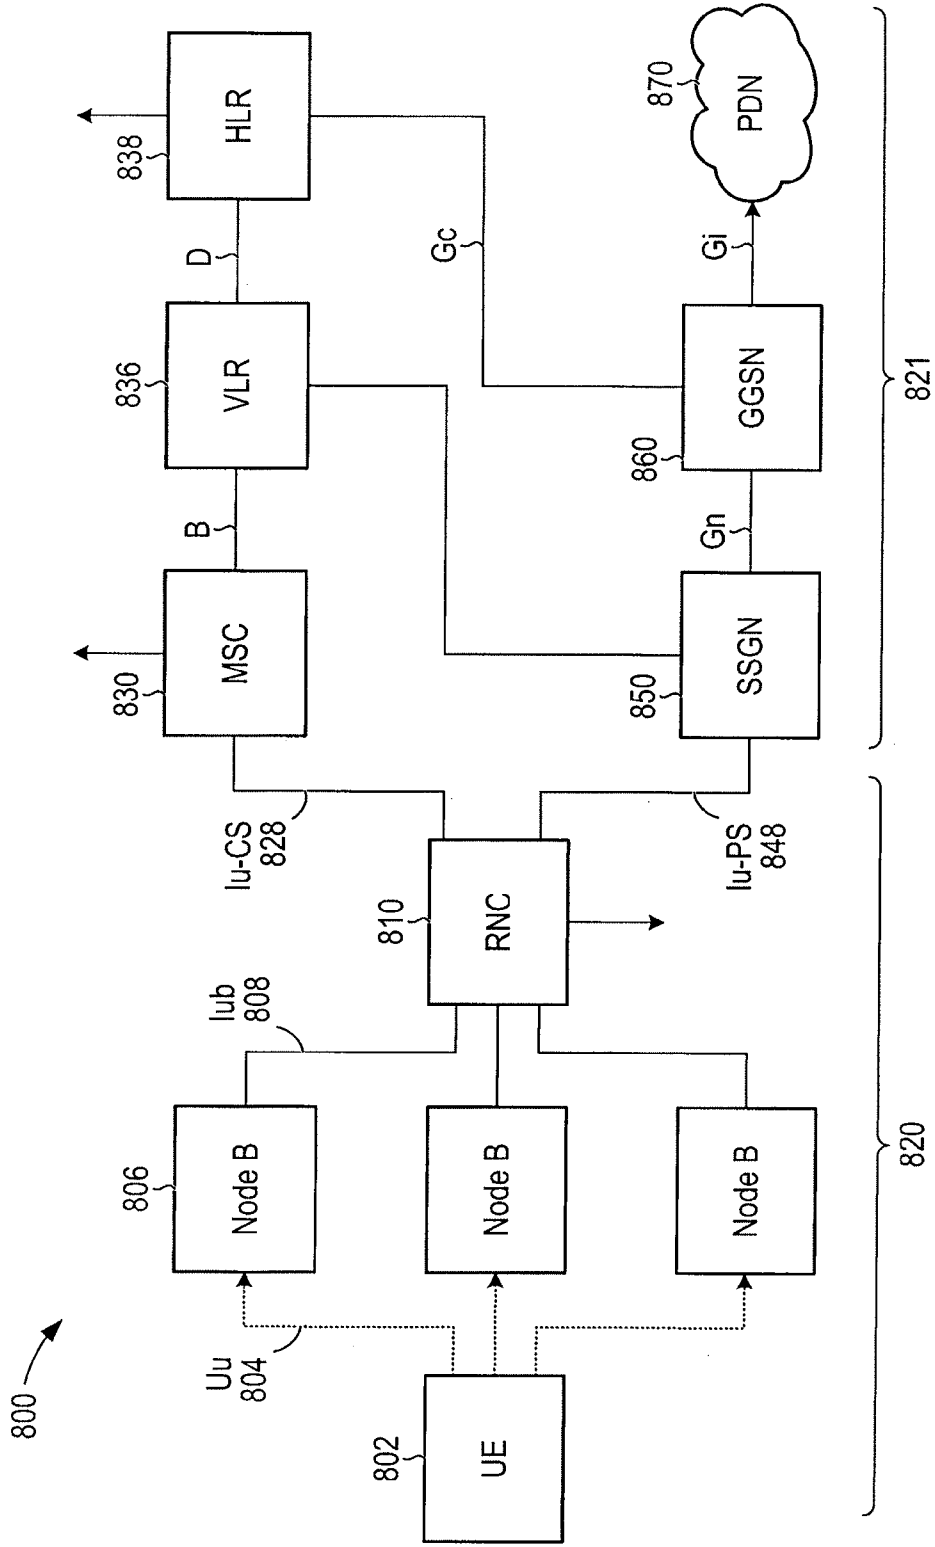 800
UE
802
Uu
804
Node B
806
Node B
Node B
Iub
808
RNC
810
Iu-CS
828
Iu-PS
848
820
MSC
830
B
VLR
836
D
HLR
838
SSGN
850
Gn
GGSN
860
Gc
Gi
PDN
870
821